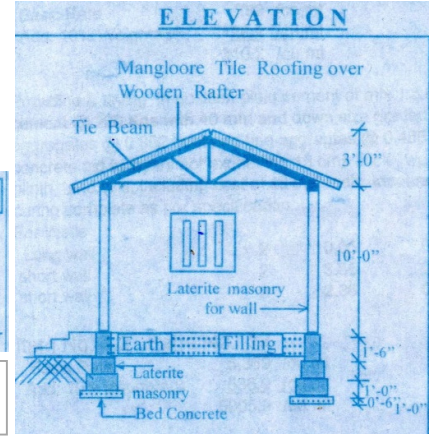 ELEVATION
Mangloore Tile Roofing over
Wooden Rafter
Tie Beam
3'-0"
10'-0"
Laterite masonry
for wall
Earth Filling
1'-6"
Laterite
masonry
1'-0"
0'-6"
1'-0"
Bed Concrete